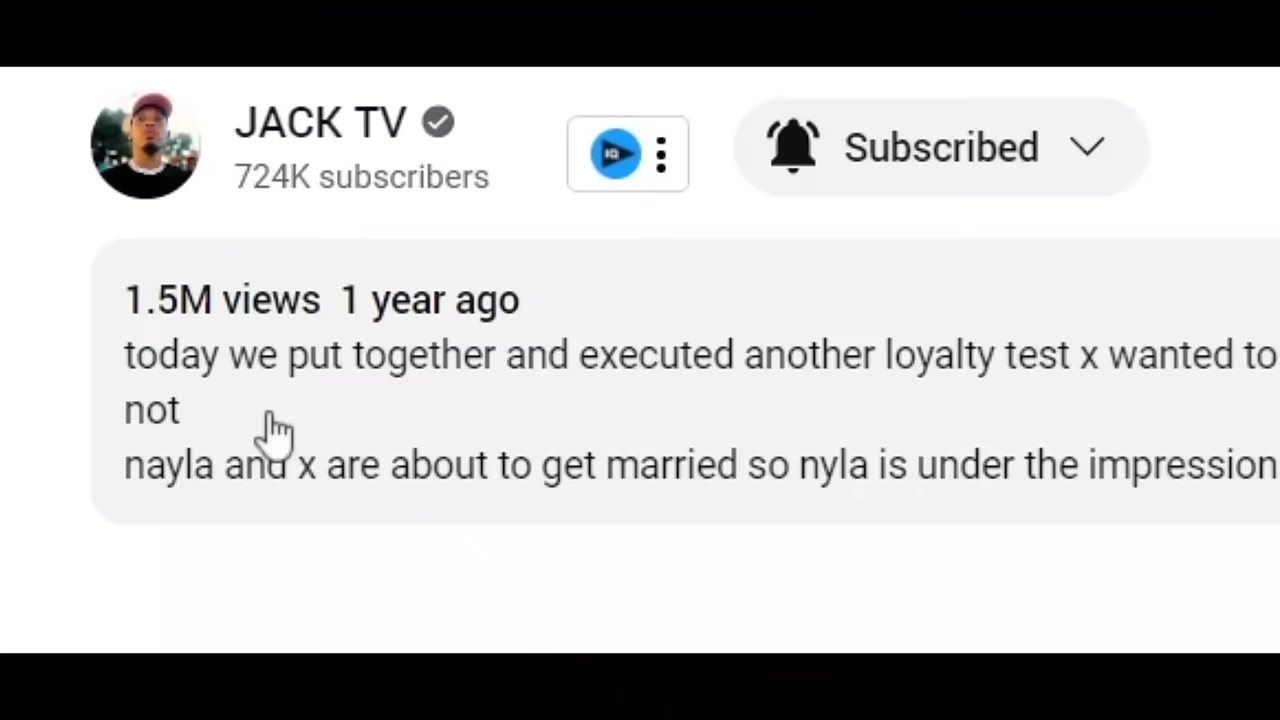 JACK TV
724K subscribers
IQ
Subscribed
1.5M views 1 year ago
today we put together and executed another loyalty test x wanted to
not
nayla and x are about to get married so nyla is under the impression